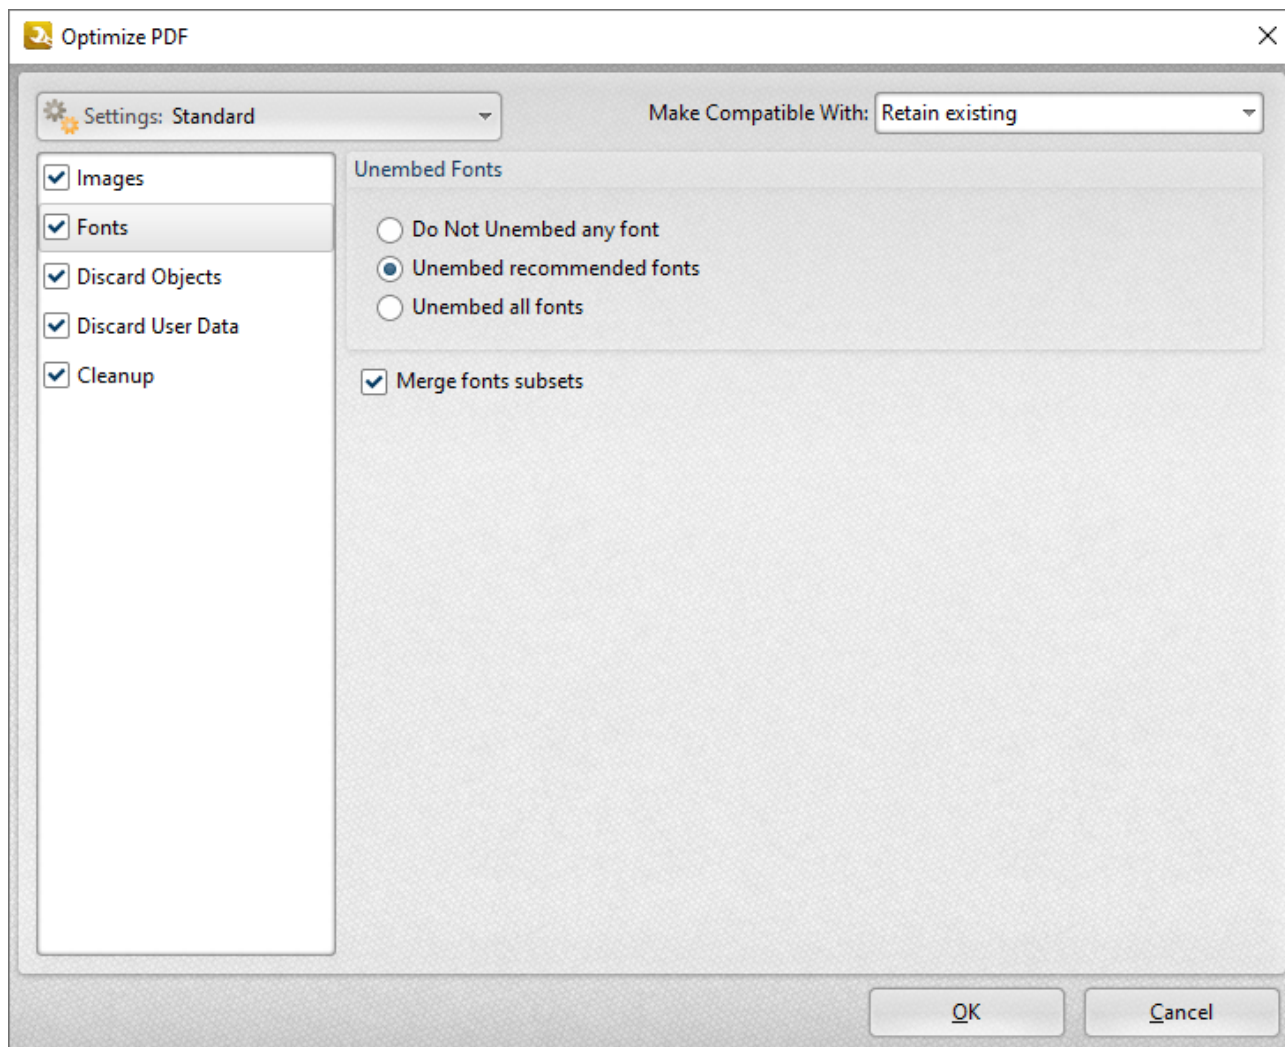 Optimize PDF
Settings: Standard
Make Compatible With: Retain existing
Images
Fonts
Discard Objects
Discard User Data
Cleanup
Unembed Fonts
Do Not Unembed any font
Unembed recommended fonts
Unembed all fonts
Merge fonts subsets
OK
Cancel